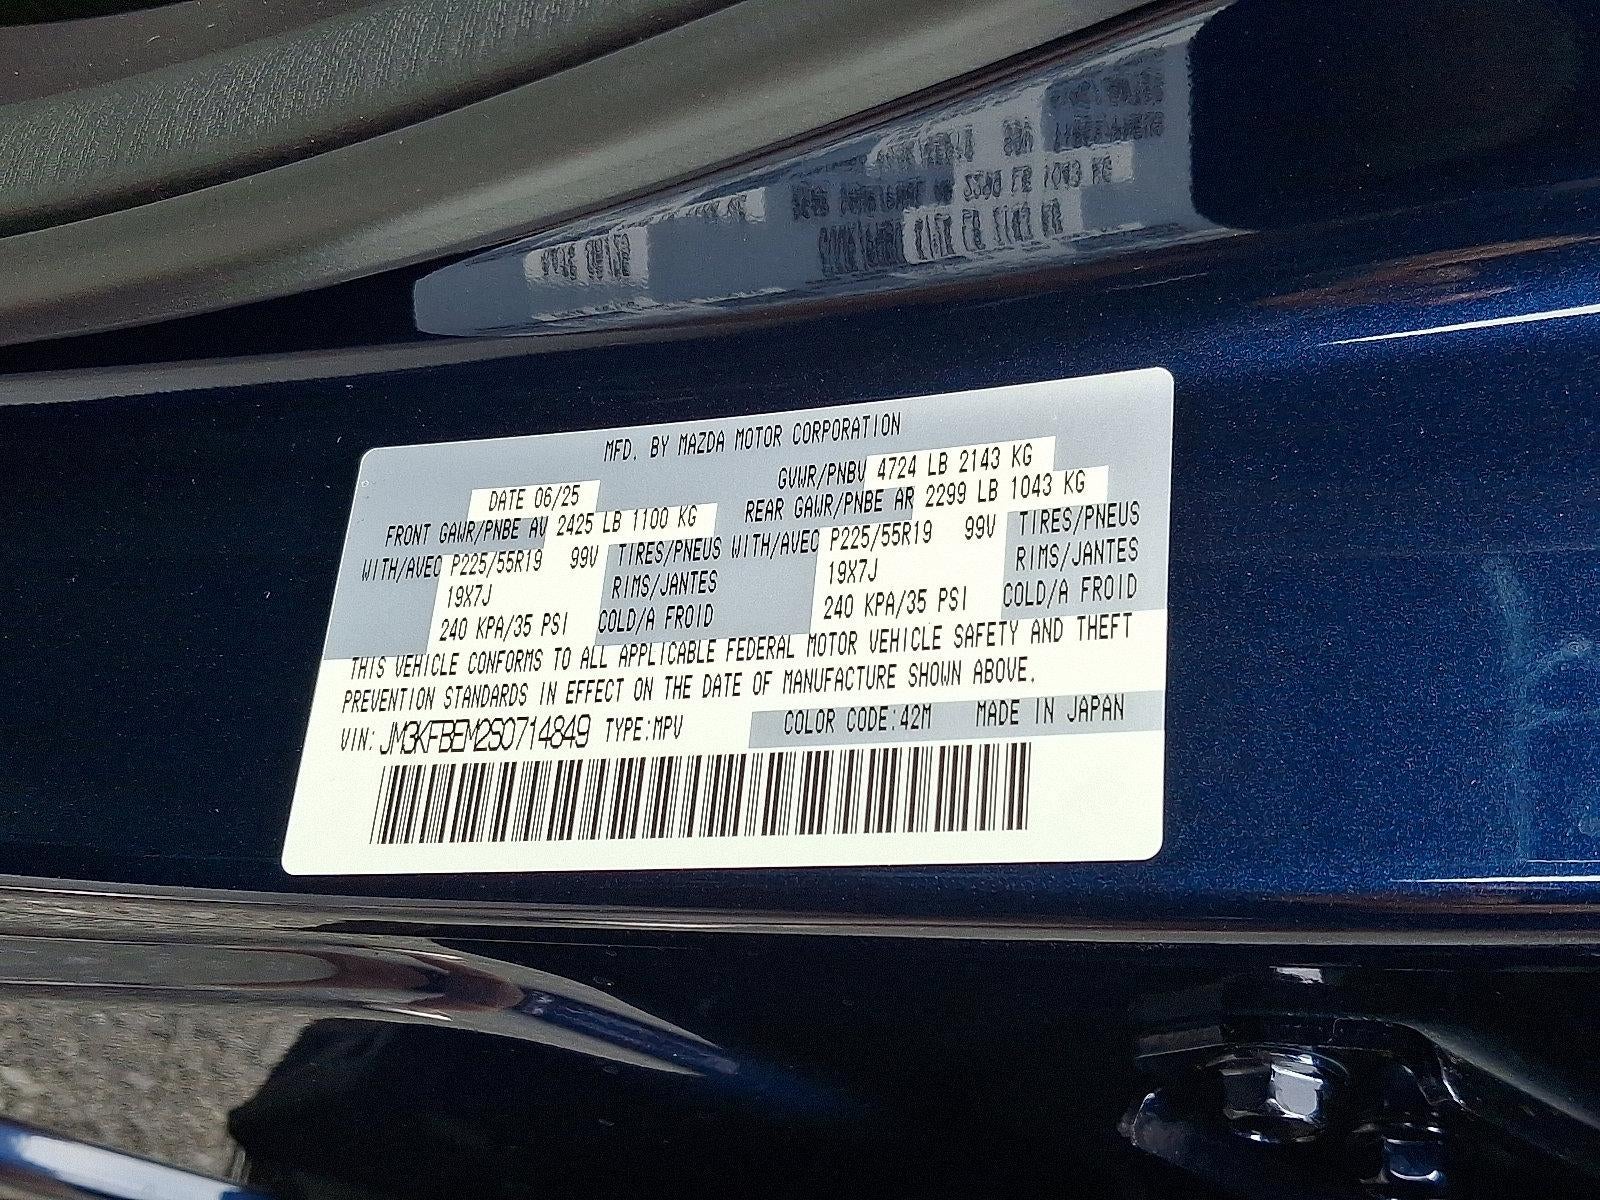 MFD. BY MAZDA MOTOR CORPORATION
DATE 06/25 GVWR/PNBV 4724 LB 2143 KG
FRONT GAWR/PNBE AV 2425 LB 1100 KG REAR GAWR/PNBE AR 2299 LB 1043 KG
WITH/AVEC P225/55R19 99V TIRES/PNEUS WITH/AVEC P225/55R19 99V TIRES/PNEUS
19X7J RIMS/JANTES 19X7J RIMS/JANTES
240 KPA/35 PSI COLD/A FROID 240 KPA/35 PSI COLD/A FROID
THIS VEHICLE CONFORMS TO ALL APPLICABLE FEDERAL MOTOR VEHICLE SAFETY AND THEFT
PREVENTION STANDARDS IN EFFECT ON THE DATE OF MANUFACTURE SHOWN ABOVE.
VIN: JM3KFBEM2S0714849 TYPE:MPV COLOR CODE:42M MADE IN JAPAN